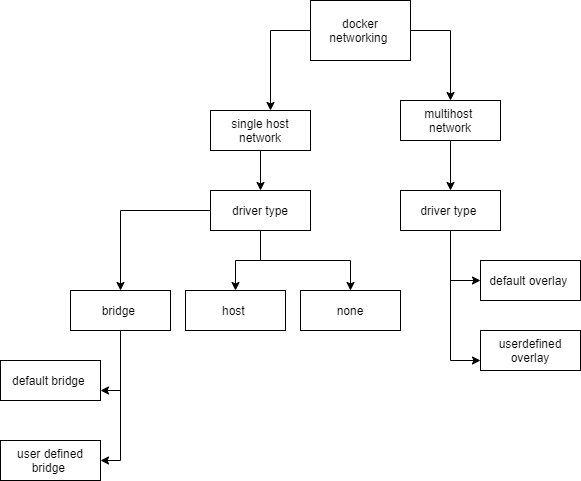 docker
networking
single host
network
multihost
network
driver type
driver type
bridge
host
none
default overlay
userdefined
overlay
default bridge
user defined
bridge